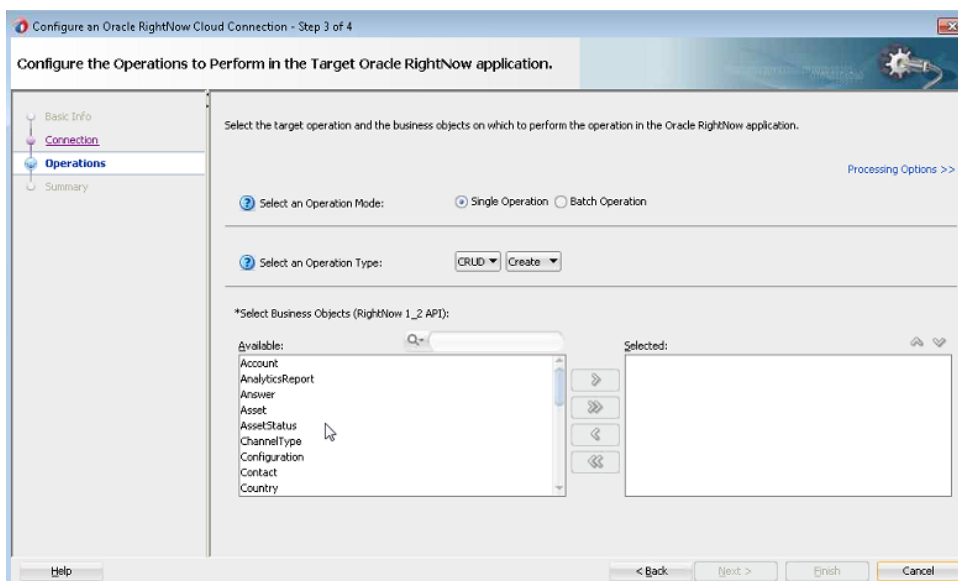 Configure an Oracle RightNow Cloud Connection - Step 3 of 4
Configure the Operations to Perform in the Target Oracle RightNow application.
Basic Info
Connection
Operations
Summary
Select the target operation and the business objects on which to perform the operation in the Oracle RightNow application.
Processing Options >>
Select an Operation Mode: Single Operation Batch Operation
Select an Operation Type: CRUD Create
*Select Business Objects (RightNow 1_2 API):
Available:
Account
AnalyticsReport
Answer
Asset
AssetStatus
ChannelType
Configuration
Contact
Country
Selected:
Help < Back Next > Finish Cancel